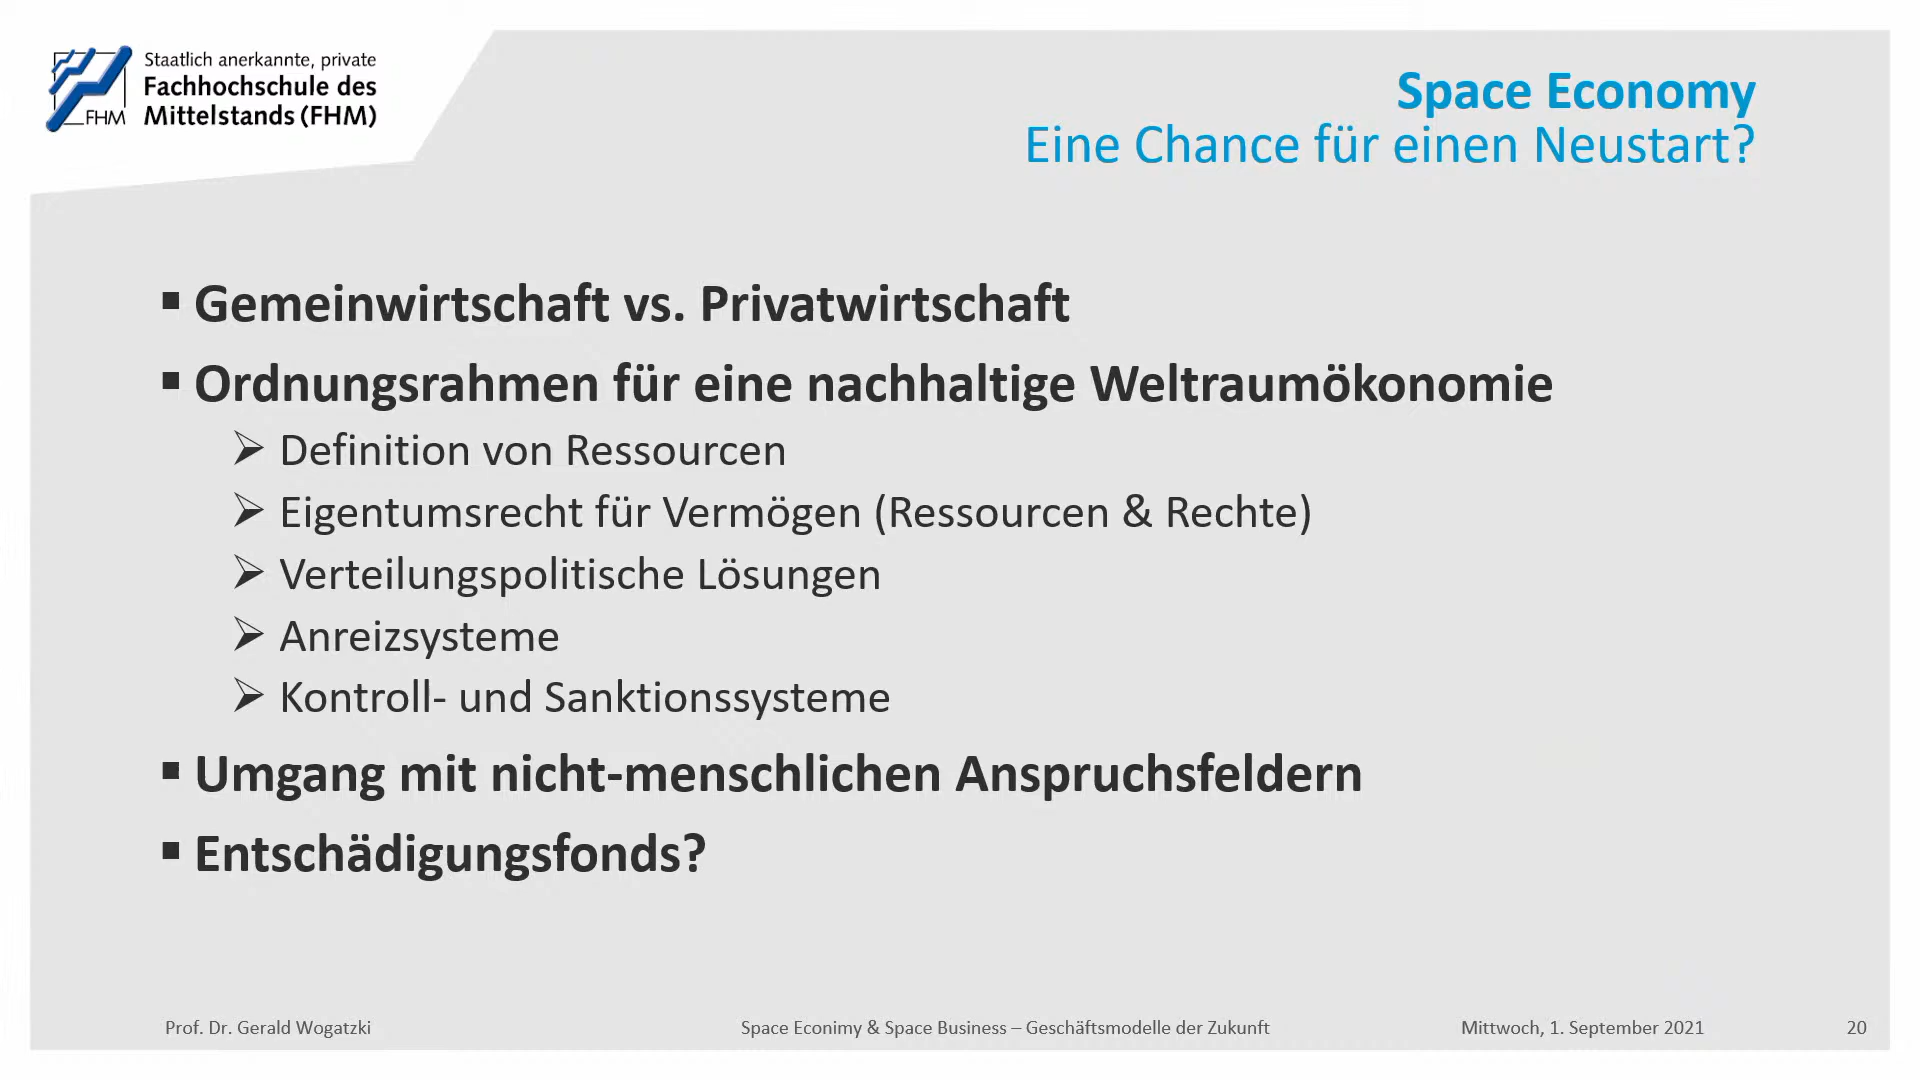 Staatlich anerkannte, private
Fachhochschule des
Mittelstands (FHM)
FHM
Space Economy
Eine Chance für einen Neustart?
▪ Gemeinwirtschaft vs. Privatwirtschaft
▪ Ordnungsrahmen für eine nachhaltige Weltraumökonomie
➢ Definition von Ressourcen
➢ Eigentumsrecht für Vermögen (Ressourcen & Rechte)
➢ Verteilungspolitische Lösungen
➢ Anreizsysteme
➢ Kontroll- und Sanktionssysteme
▪ Umgang mit nicht-menschlichen Anspruchsfeldern
▪ Entschädigungsfonds?
Prof. Dr. Gerald Wogatzki Space Econimy & Space Business – Geschäftsmodelle der Zukunft Mittwoch, 1. September 2021 20